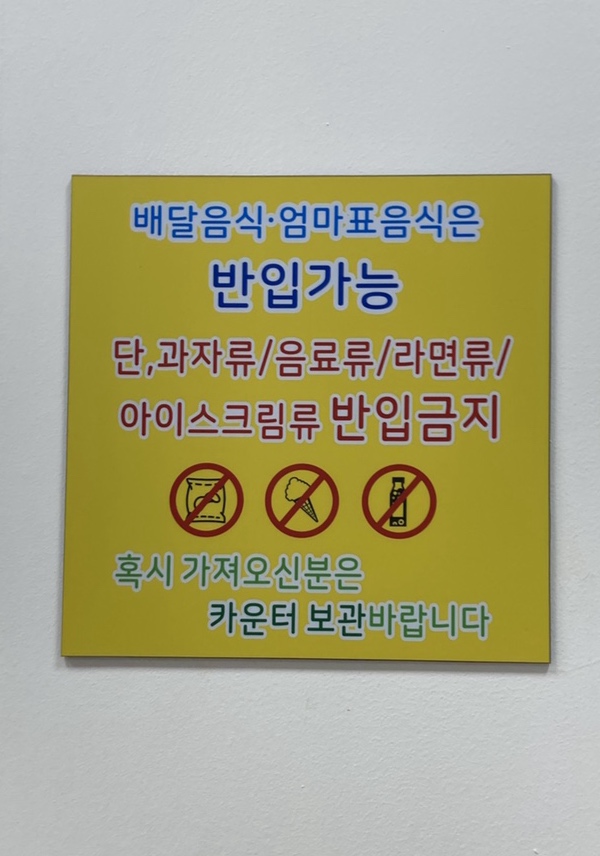 배달음식·엄마표음식은
반입가능
단,과자류/음료류/라면류/
아이스크림류 반입금지
혹시 가져오신분은
카운터 보관바랍니다